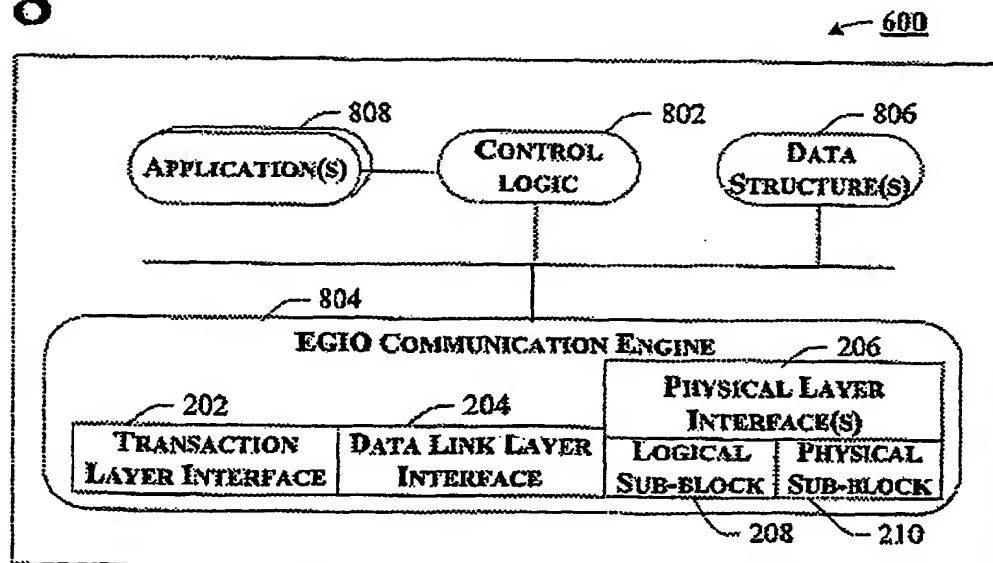 8
600
808
802
806
APPLICATION(S)
CONTROL
LOGIC
DATA
STRUCTURE(S)
804
EGIO COMMUNICATION ENGINE
206
PHYSICAL LAYER
INTERFACE(S)
202
204
TRANSACTION
LAYER INTERFACE
DATA LINK LAYER
INTERFACE
LOGICAL
SUB-BLOCK
PHYSICAL
SUB-BLOCK
208
210